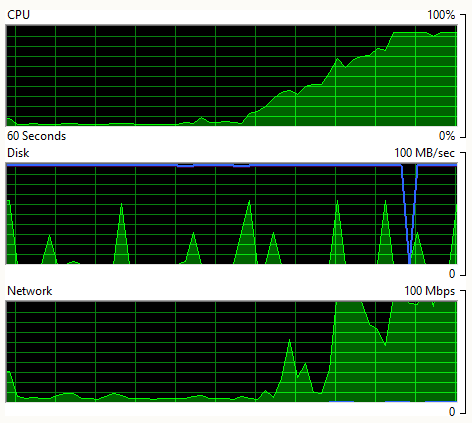 CPU 100%
60 Seconds 0%
Disk 100 MB/sec
0
Network 100 Mbps
0